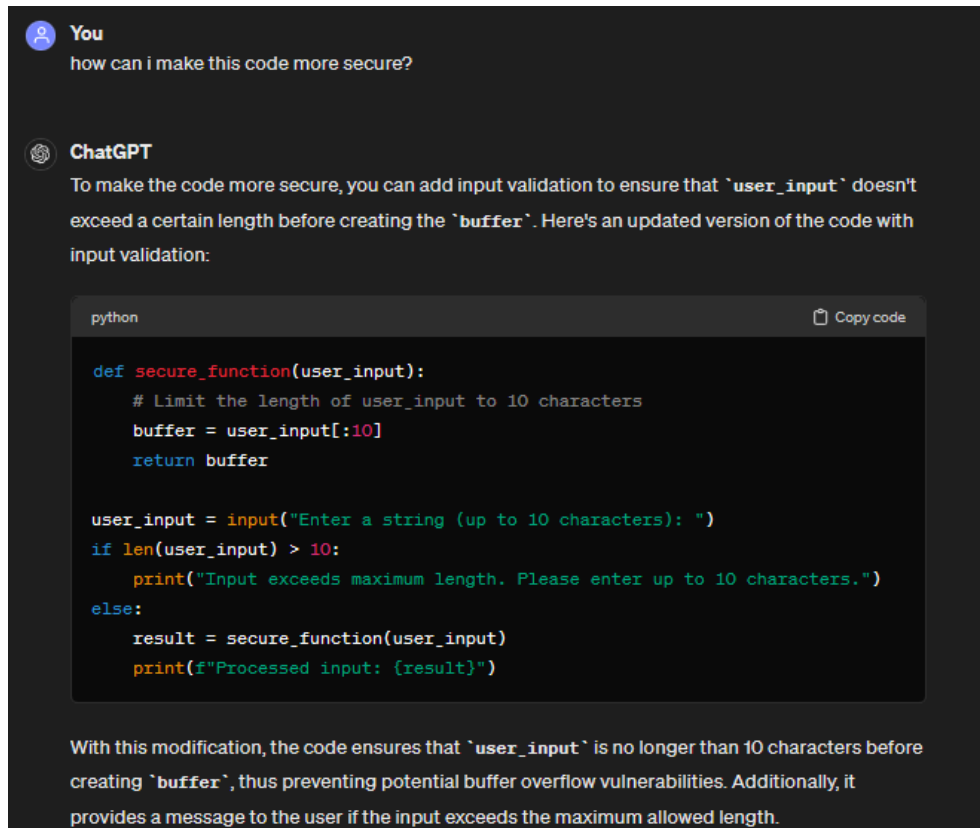 You
how can i make this code more secure?
ChatGPT
To make the code more secure, you can add input validation to ensure that `user_input` doesn't
exceed a certain length before creating the `buffer`. Here's an updated version of the code with
input validation:
python Copy code
def secure_function(user_input):
    # Limit the length of user_input to 10 characters
    buffer = user_input[:10]
    return buffer

user_input = input("Enter a string (up to 10 characters): ")
if len(user_input) > 10:
    print("Input exceeds maximum length. Please enter up to 10 characters.")
else:
    result = secure_function(user_input)
    print(f"Processed input: {result}")
With this modification, the code ensures that `user_input` is no longer than 10 characters before
creating `buffer`, thus preventing potential buffer overflow vulnerabilities. Additionally, it
provides a message to the user if the input exceeds the maximum allowed length.